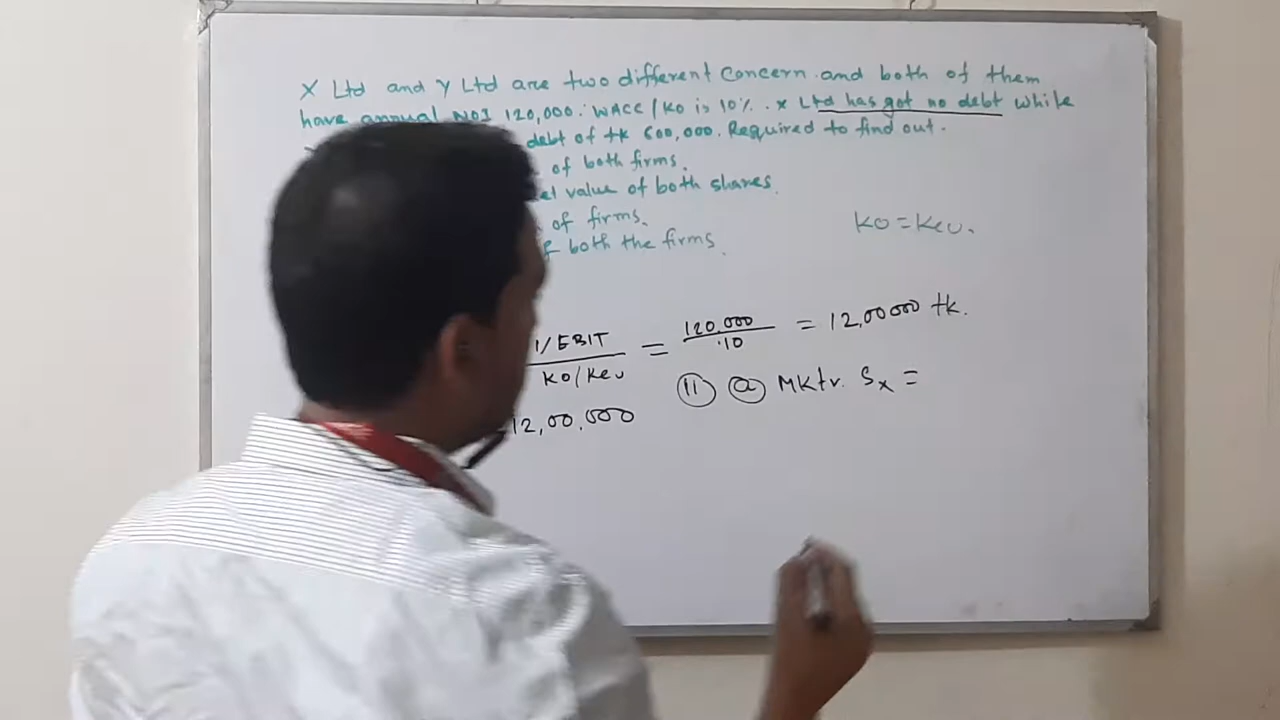 X Ltd and Y Ltd are two different concern and both of them
have annual NOI 120,000. WACC/Ko is 10%. x Ltd has got no debt while
debt of tk 600,000. Required to find out.
of both firms.
value of both shares.
of firms.
both the firms.
Ko = Keu.
1/EBIT / Ko/Keu = 120,000 / .10 = 12,00000 tk.
12,00,000
(11) (a) MKtv. Sx =